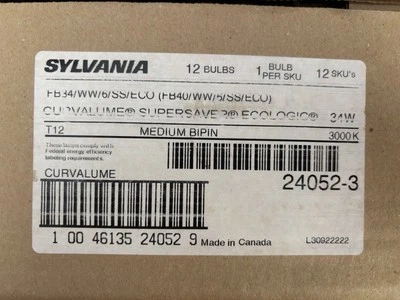 SYLVANIA 12 BULBS 1 BULB PER SKU 12 SKU's
FB34/WW/6/SS/ECO (FB40/WW/6/SS/ECO)
CURVALUME® SUPERSAVER® ECOLOGIC® 34W
T12 MEDIUM BIPIN 3000K
These lamps comply with
Federal energy efficiency
labeling requirements.
CURVALUME 24052-3
1 00 46135 24052 9 Made in Canada L30922222